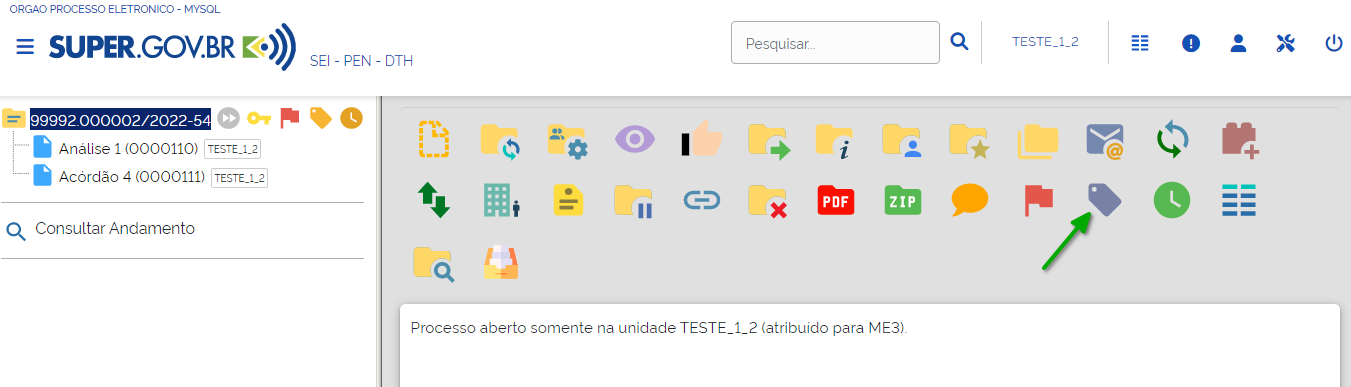 ORGAO PROCESSO ELETRONICO - MYSQL
SUPER.GOV.BR
SEI - PEN - DTH
Pesquisar...
TESTE_1_2
99992.000002/2022-54
Análise 1 (0000110) TESTE_1_2
Acórdão 4 (0000111) TESTE_1_2
Consultar Andamento
i
@
PDF
ZIP
Processo aberto somente na unidade TESTE_1_2 (atribuído para ME3).